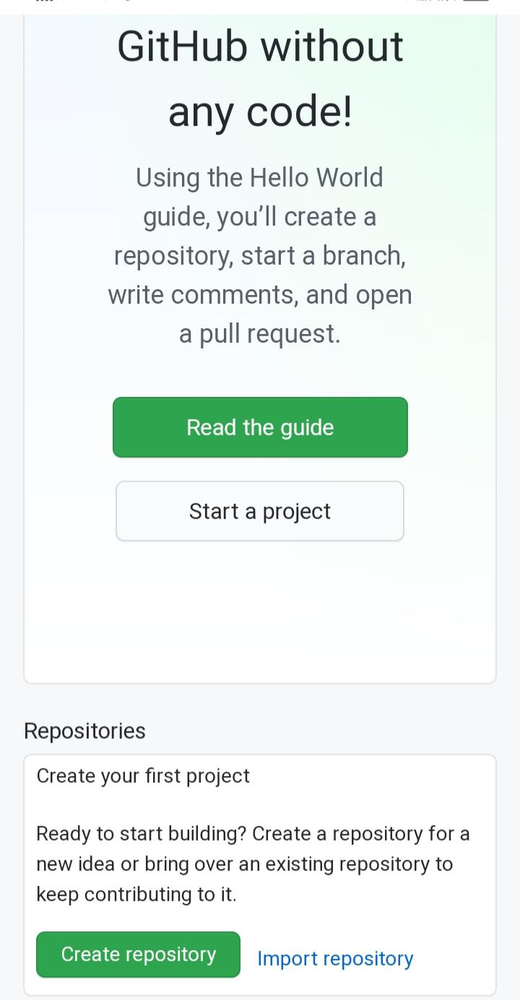 GitHub without
any code!
Using the Hello World
guide, you’ll create a
repository, start a branch,
write comments, and open
a pull request.
Read the guide
Start a project
Repositories
Create your first project
Ready to start building? Create a repository for a
new idea or bring over an existing repository to
keep contributing to it.
Create repository
Import repository